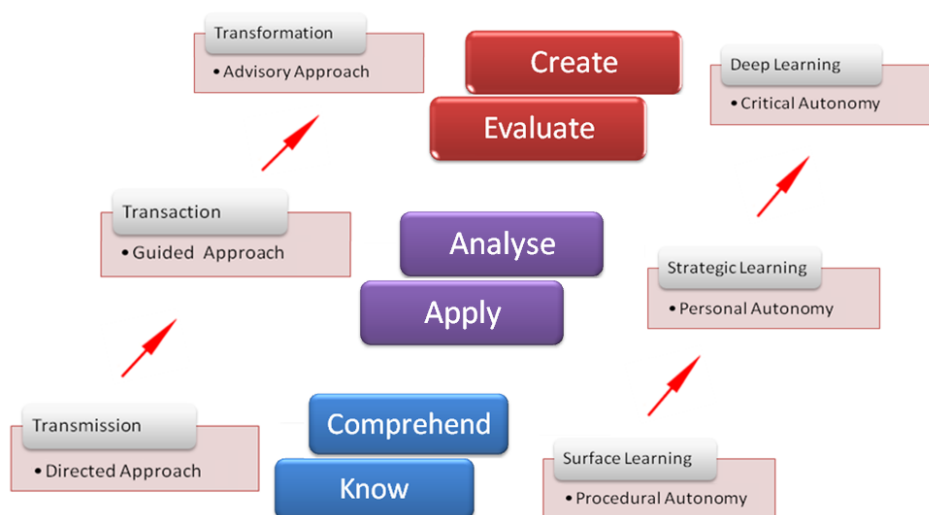 Transformation
• Advisory Approach
Create
Evaluate
Deep Learning
• Critical Autonomy
Transaction
• Guided Approach
Analyse
Apply
Strategic Learning
• Personal Autonomy
Transmission
• Directed Approach
Comprehend
Know
Surface Learning
• Procedural Autonomy